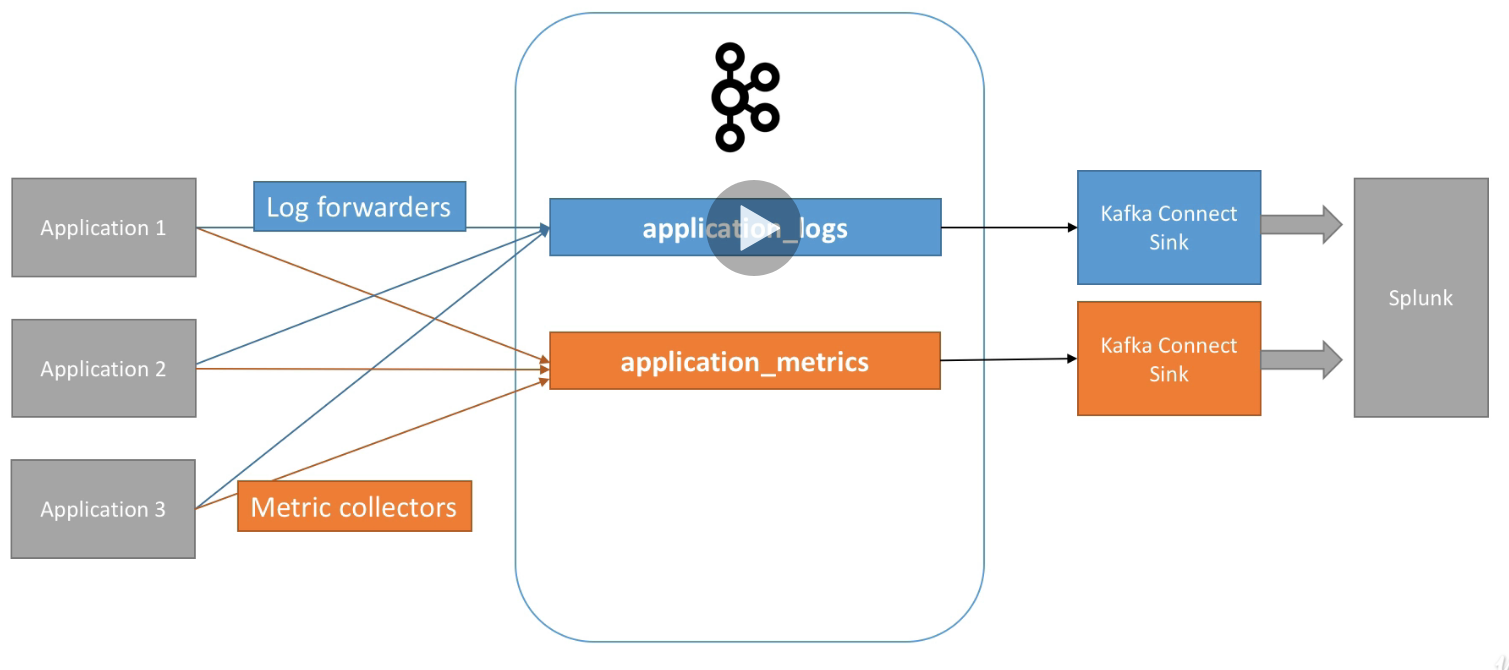 Log forwarders
Application 1
application_logs
Kafka Connect
Sink
Splunk
Application 2
application_metrics
Kafka Connect
Sink
Application 3
Metric collectors